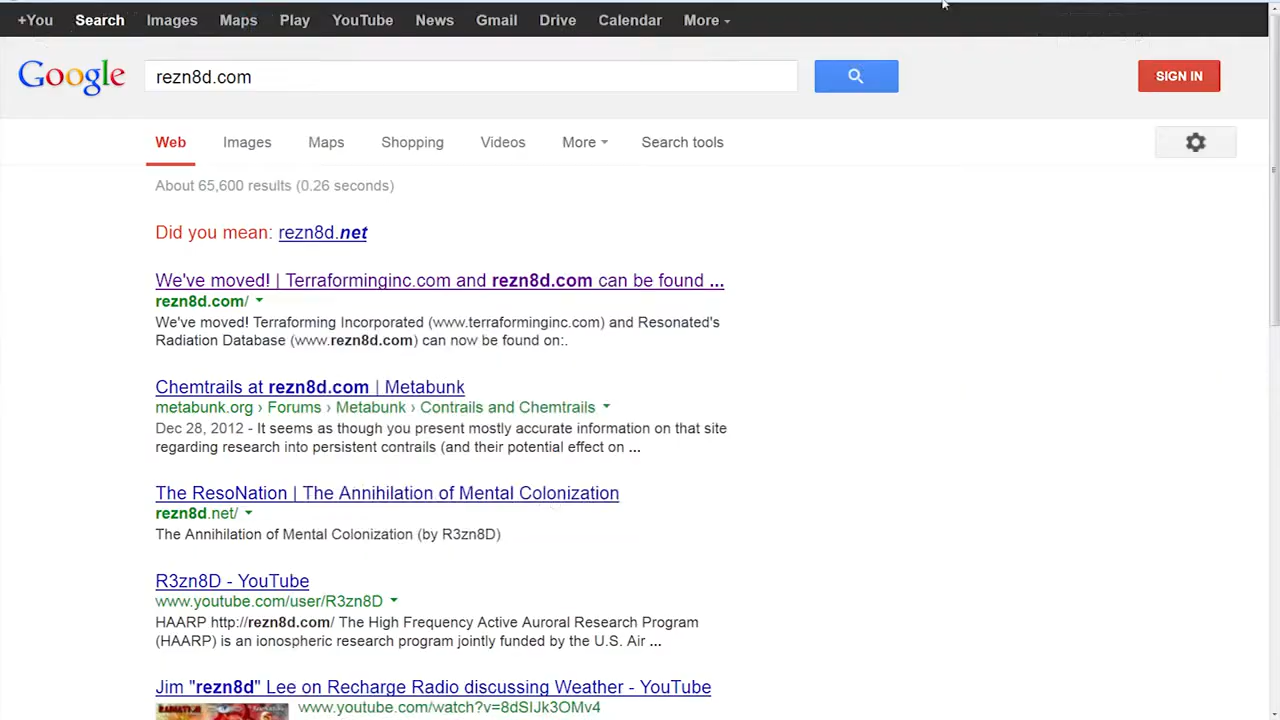 +You Search Images Maps Play YouTube News Gmail Drive Calendar More
Google rezn8d.com SIGN IN
Web Images Maps Shopping Videos More Search tools
About 65,600 results (0.26 seconds)
Did you mean: rezn8d.net
We've moved! | Terraforminginc.com and rezn8d.com can be found ...
rezn8d.com/
We've moved! Terraforming Incorporated (www.terraforminginc.com) and Resonated's
Radiation Database (www.rezn8d.com) can now be found on:.
Chemtrails at rezn8d.com | Metabunk
metabunk.org › Forums › Metabunk › Contrails and Chemtrails
Dec 28, 2012 - It seems as though you present mostly accurate information on that site
regarding research into persistent contrails (and their potential effect on ...
The ResoNation | The Annihilation of Mental Colonization
rezn8d.net/
The Annihilation of Mental Colonization (by R3zn8D)
R3zn8D - YouTube
www.youtube.com/user/R3zn8D
HAARP http://rezn8d.com/ The High Frequency Active Auroral Research Program
(HAARP) is an ionospheric research program jointly funded by the U.S. Air ...
Jim "rezn8d" Lee on Recharge Radio discussing Weather - YouTube
www.youtube.com/watch?v=8dSIJk3OMv4